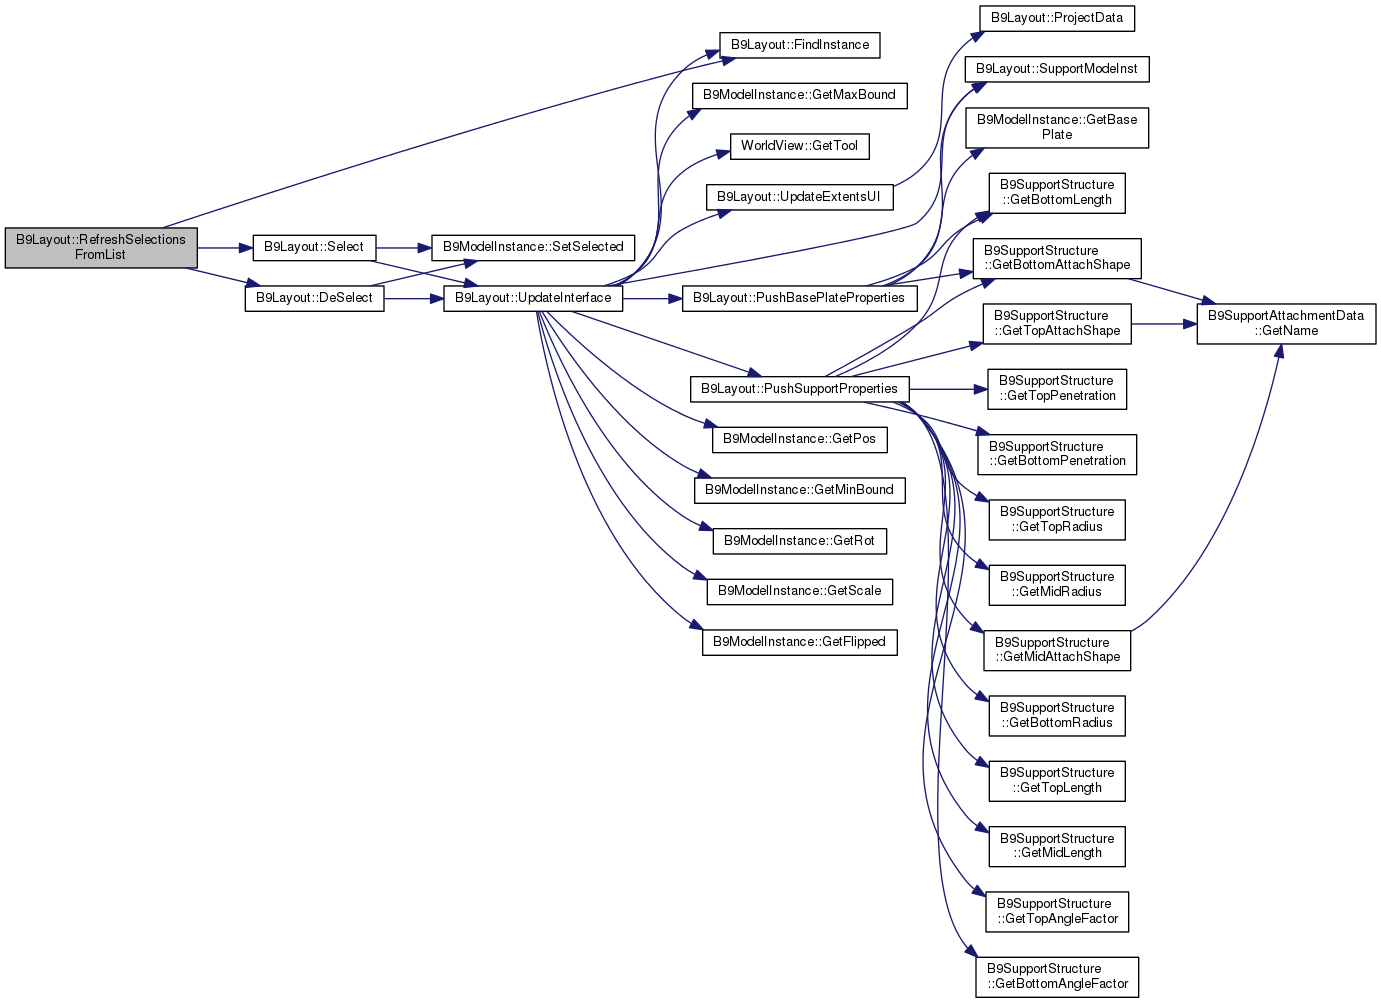 B9Layout::RefreshSelections
FromList
B9Layout::Select
B9Layout::DeSelect
B9ModelInstance::SetSelected
B9Layout::UpdateInterface
B9Layout::FindInstance
B9ModelInstance::GetMaxBound
WorldView::GetTool
B9Layout::UpdateExtentsUI
B9Layout::PushBasePlateProperties
B9Layout::PushSupportProperties
B9ModelInstance::GetPos
B9ModelInstance::GetMinBound
B9ModelInstance::GetRot
B9ModelInstance::GetScale
B9ModelInstance::GetFlipped
B9Layout::ProjectData
B9Layout::SupportModeInst
B9ModelInstance::GetBase
Plate
B9SupportStructure
::GetBottomLength
B9SupportStructure
::GetBottomAttachShape
B9SupportStructure
::GetTopAttachShape
B9SupportStructure
::GetTopPenetration
B9SupportStructure
::GetBottomPenetration
B9SupportStructure
::GetTopRadius
B9SupportStructure
::GetMidRadius
B9SupportStructure
::GetMidAttachShape
B9SupportStructure
::GetBottomRadius
B9SupportStructure
::GetTopLength
B9SupportStructure
::GetMidLength
B9SupportStructure
::GetTopAngleFactor
B9SupportStructure
::GetBottomAngleFactor
B9SupportAttachmentData
::GetName